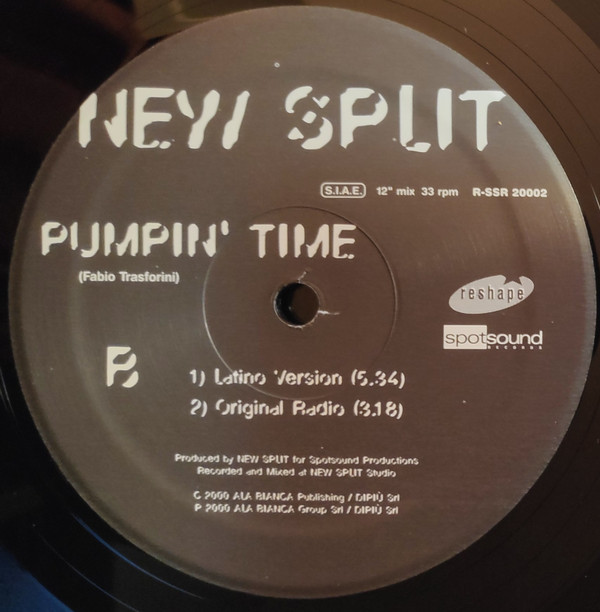 NEW SPLIT
S.I.A.E. 12" mix 33 rpm R-SSR 20002
PUMPIN' TIME
(Fabio Trasforini)
reshape
spotsound
RECORDS
B
1) Latino Version (5.34)
2) Original Radio (3.18)
Produced by NEW SPLIT for Spotsound Productions
Recorded and Mixed at NEW SPLIT Studio
C 2000 ALA BIANCA Publishing / DIPIÙ Srl
P 2000 ALA BIANCA Group Srl / DIPIÙ Srl